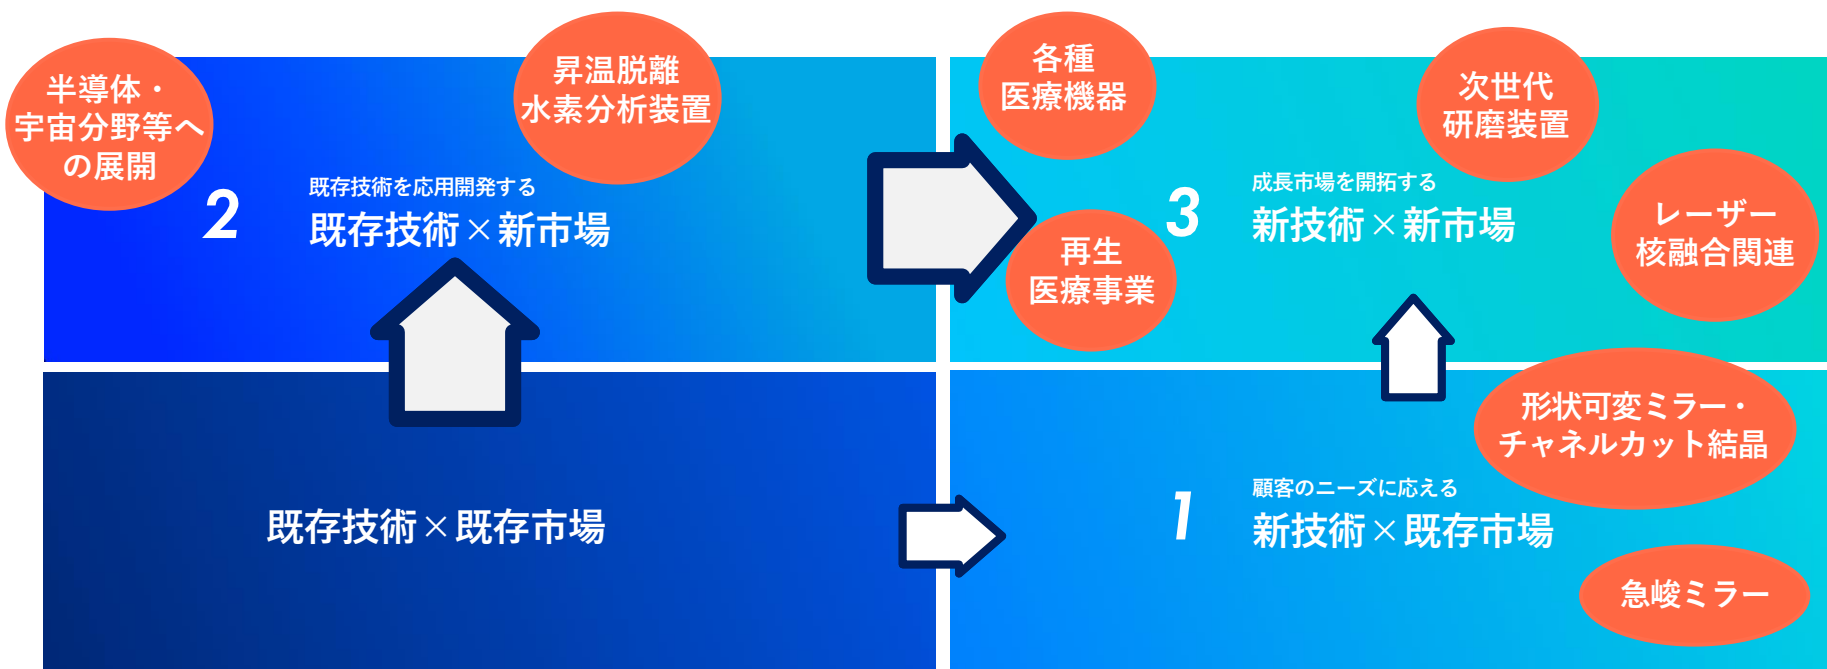 半導体・
宇宙分野等へ
の展開
昇温脱離
水素分析装置
2
既存技術を応用開発する
既存技術×新市場
各種
医療機器
次世代
研磨装置
3
成長市場を開拓する
新技術×新市場
レーザー
核融合関連
再生
医療事業
既存技術×既存市場
1
顧客のニーズに応える
新技術×既存市場
形状可変ミラー・
チャネルカット結晶
急峻ミラー